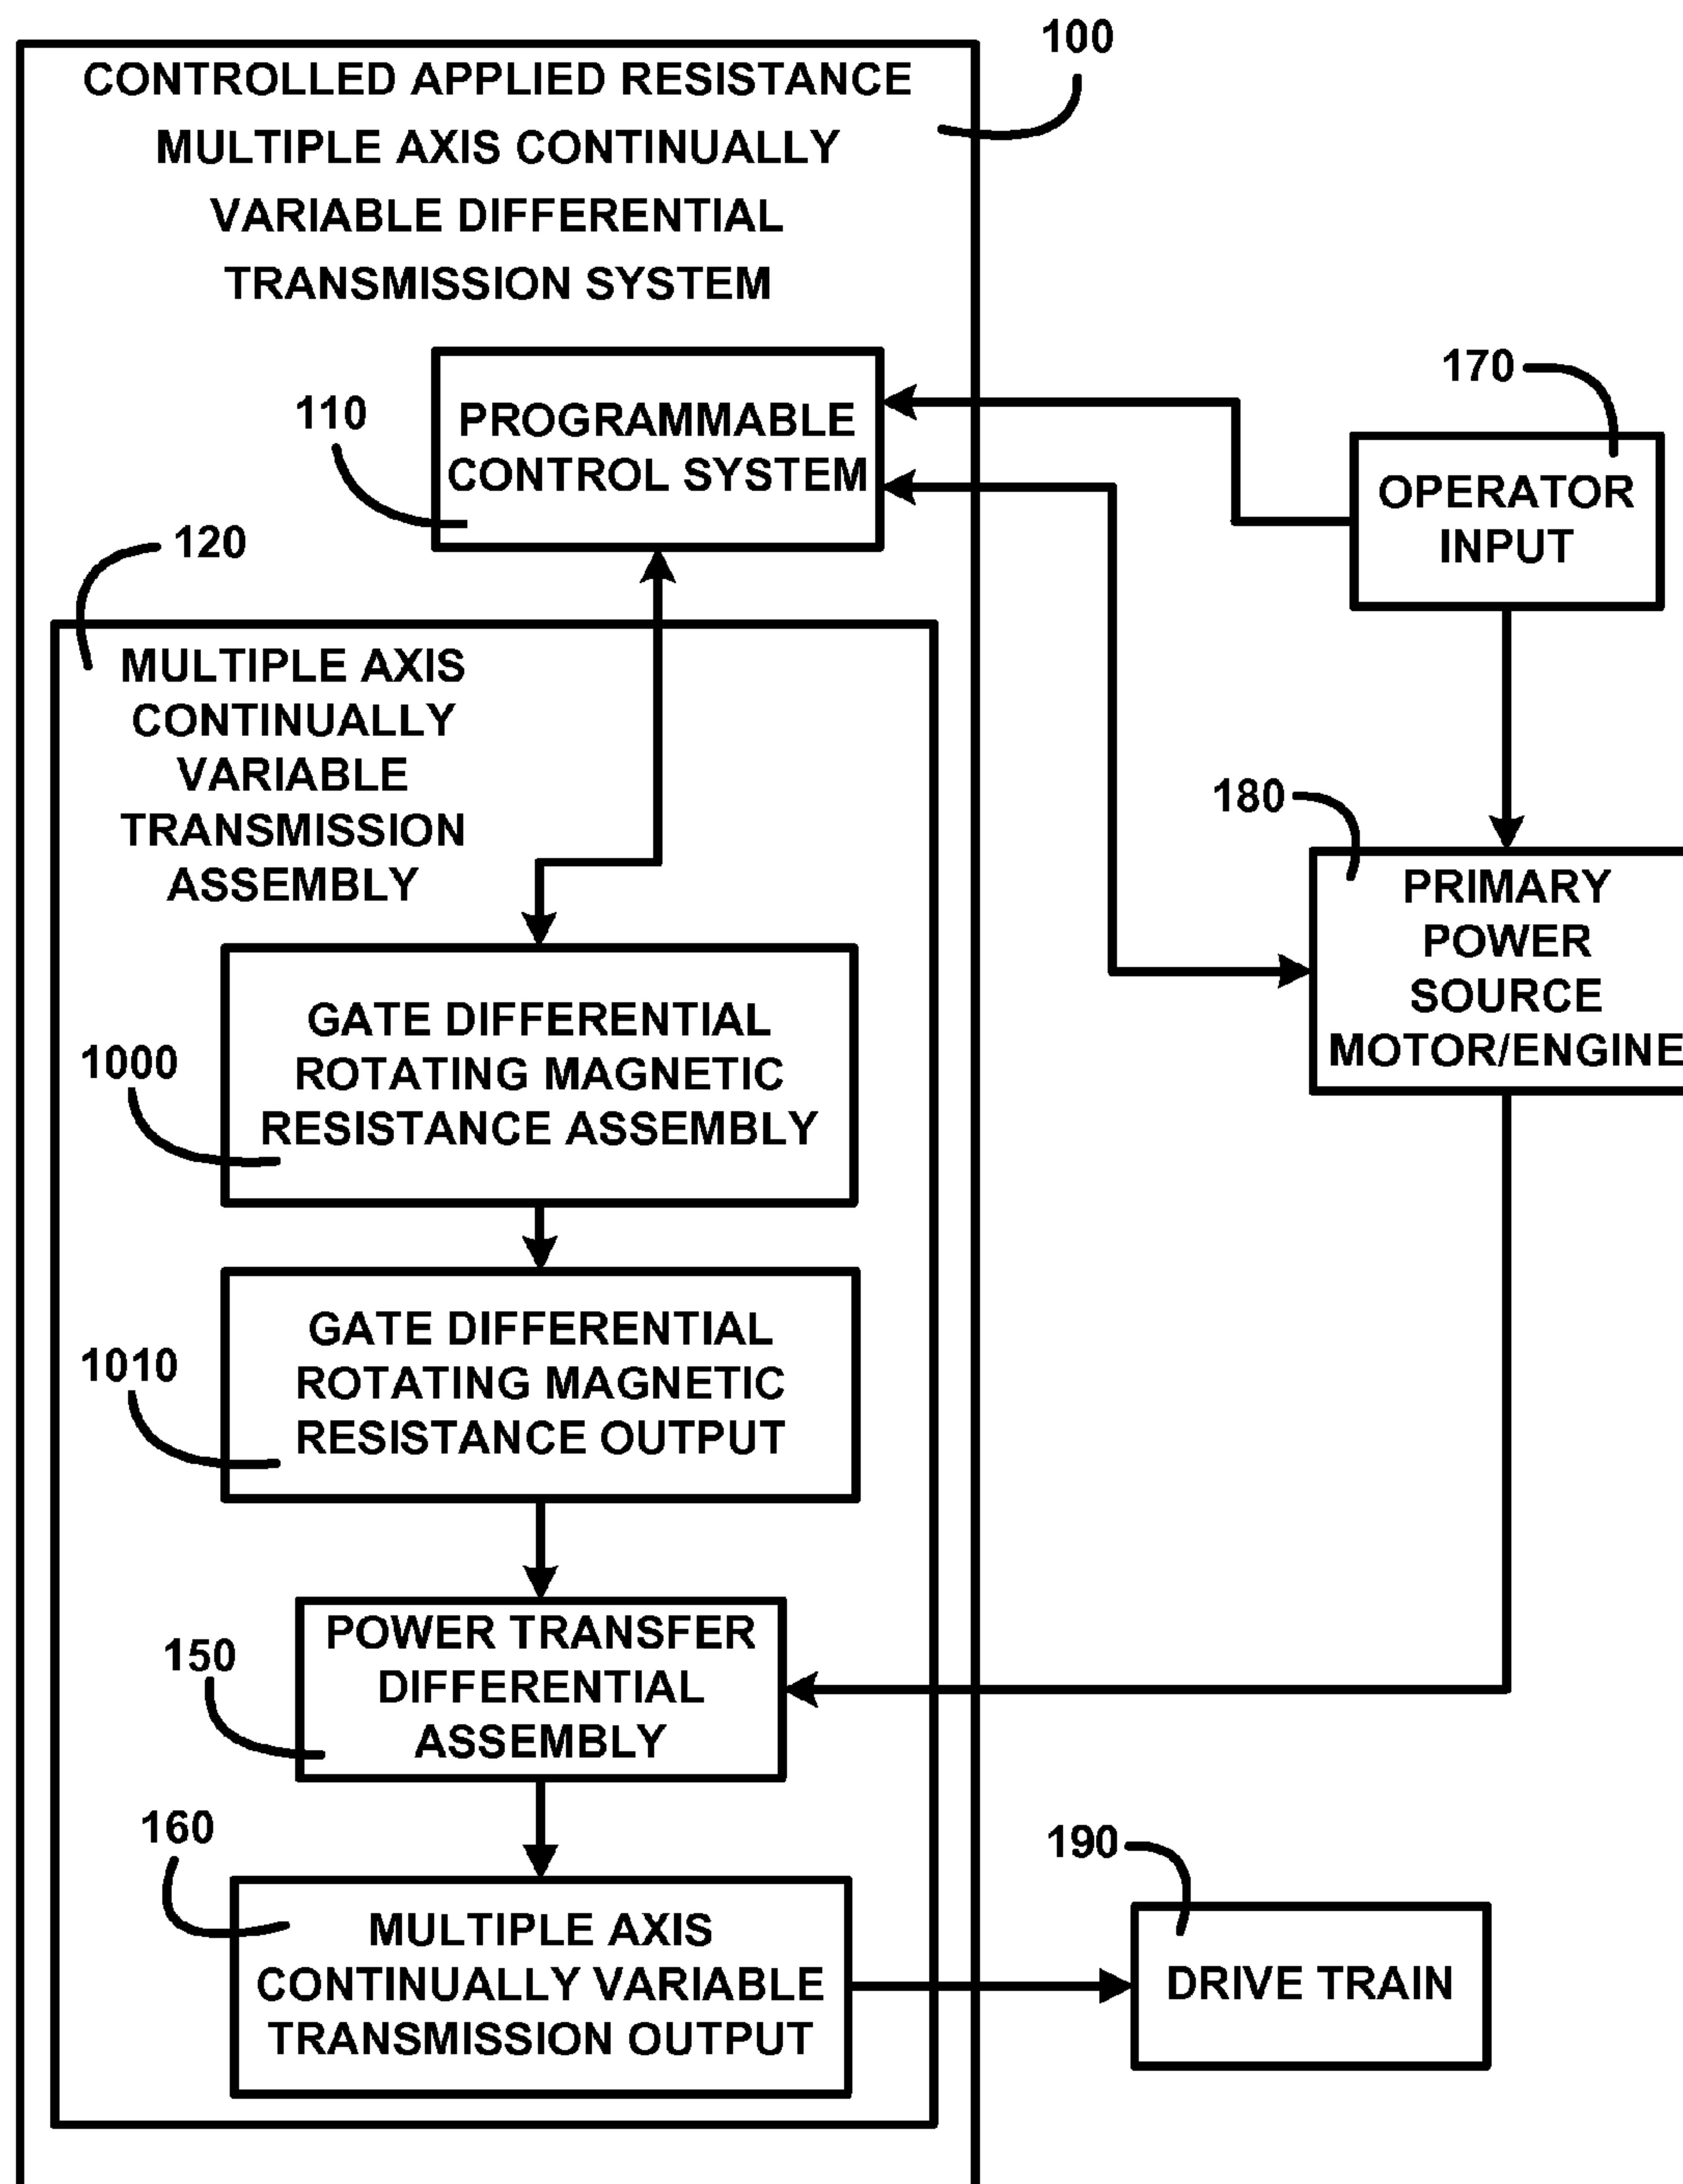 100
CONTROLLED APPLIED RESISTANCE
MULTIPLE AXIS CONTINUALLY
VARIABLE DIFFERENTIAL
TRANSMISSION SYSTEM
110
PROGRAMMABLE
CONTROL SYSTEM
170
OPERATOR
INPUT
120
MULTIPLE AXIS
CONTINUALLY
VARIABLE
TRANSMISSION
ASSEMBLY
180
PRIMARY
POWER
SOURCE
MOTOR/ENGINE
1000
GATE DIFFERENTIAL
ROTATING MAGNETIC
RESISTANCE ASSEMBLY
1010
GATE DIFFERENTIAL
ROTATING MAGNETIC
RESISTANCE OUTPUT
150
POWER TRANSFER
DIFFERENTIAL
ASSEMBLY
160
MULTIPLE AXIS
CONTINUALLY VARIABLE
TRANSMISSION OUTPUT
190
DRIVE TRAIN